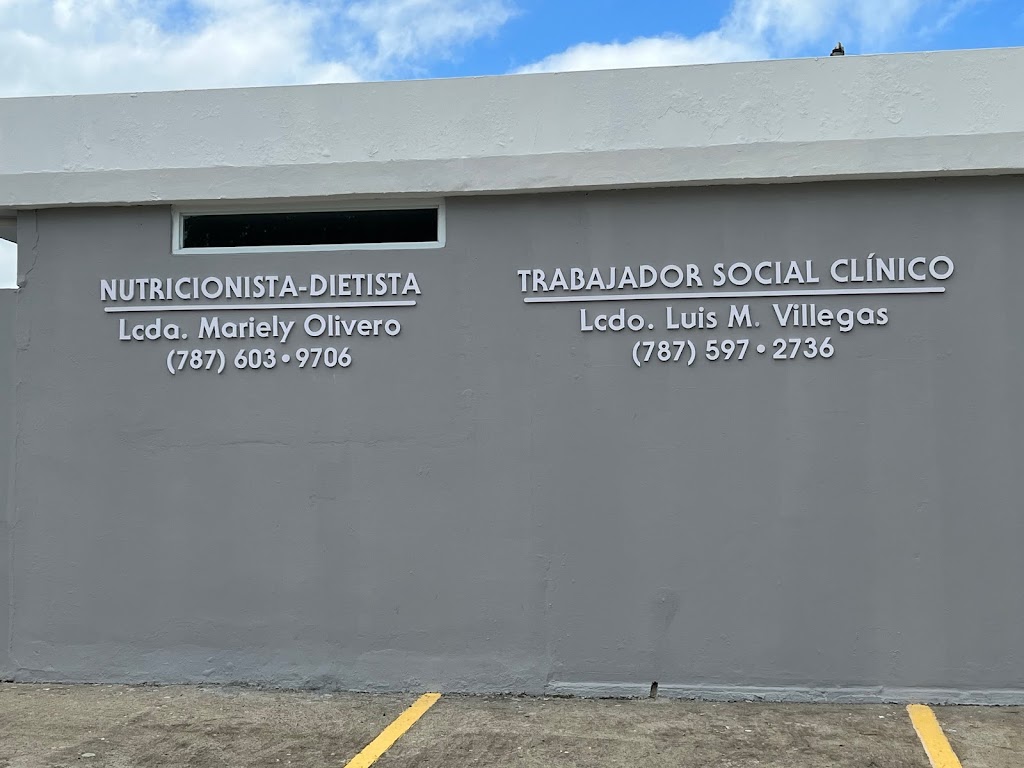 NUTRICIONISTA-DIETISTA
Lcda. Mariely Olivero
(787) 603•9706
TRABAJADOR SOCIAL CLÍNICO
Lcdo. Luis M. Villegas
(787) 597•2736